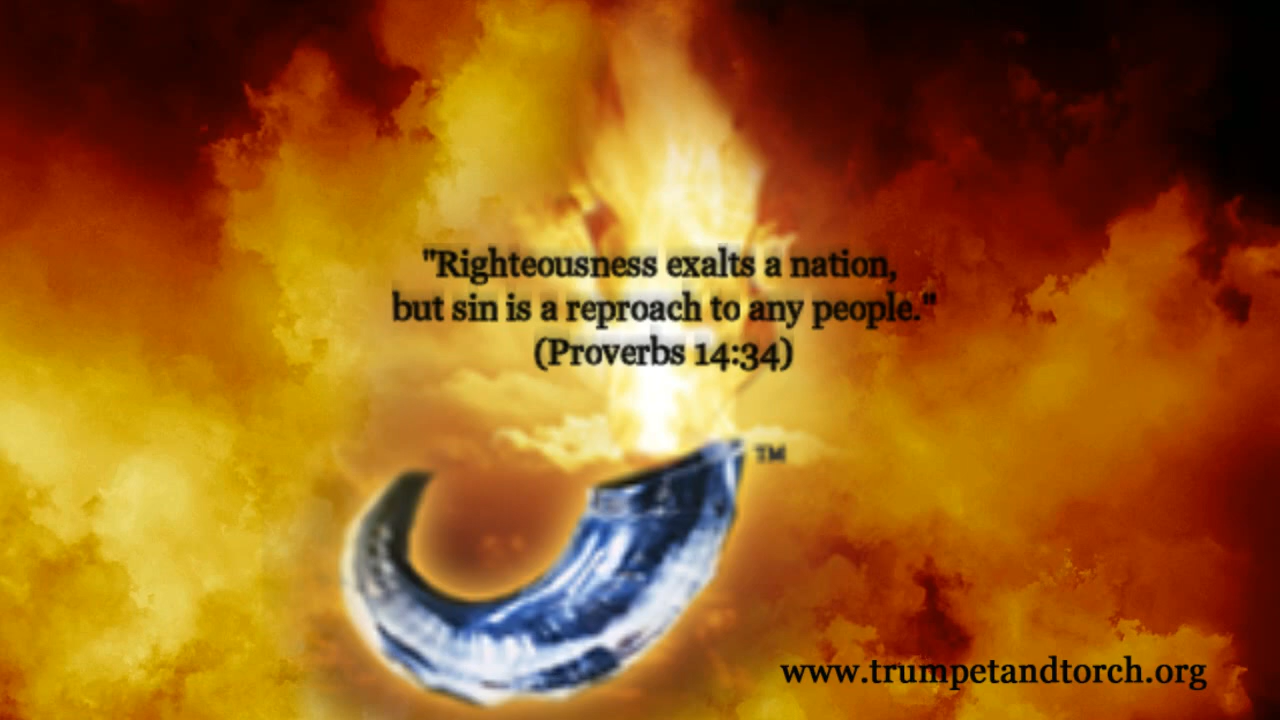 "Righteousness exalts a nation,
but sin is a reproach to any people."
(Proverbs 14:34)
TM
www.trumpetandtorch.org